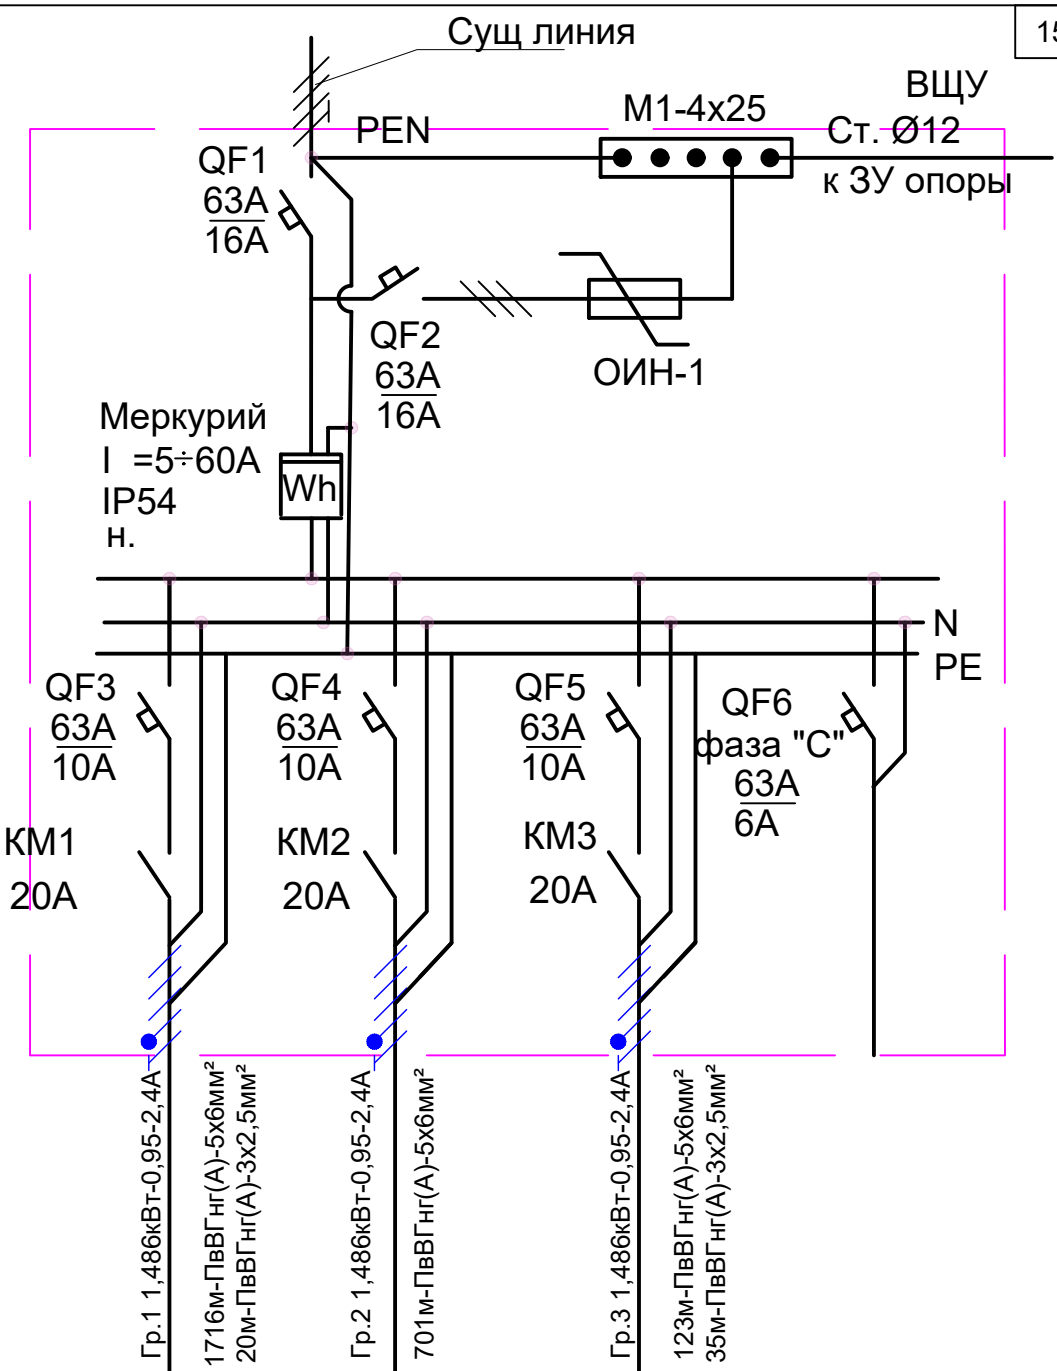 Сущ линия
15
ВЩУ
PEN
М1-4х25
Ст. Ø12
к ЗУ опоры
QF1
63А
16А
QF2
63А
16А
ОИН-1
Меркурий
I =5÷60А
IP54
н.
Wh
N
PE
QF3
63А
10А
QF4
63А
10А
QF5
63А
10А
QF6
фаза "С"
63А
6А
КМ1
20А
КМ2
20А
КМ3
20А
Гр.1 1,486кВт-0,95-2,4А
1716м-ПвВГнг(А)-5х6мм²
20м-ПвВГнг(А)-3х2,5мм²
Гр.2 1,486кВт-0,95-2,4А
701м-ПвВГнг(А)-5х6мм²
Гр.3 1,486кВт-0,95-2,4А
123м-ПвВГнг(А)-5х6мм²
35м-ПвВГнг(А)-3х2,5мм²